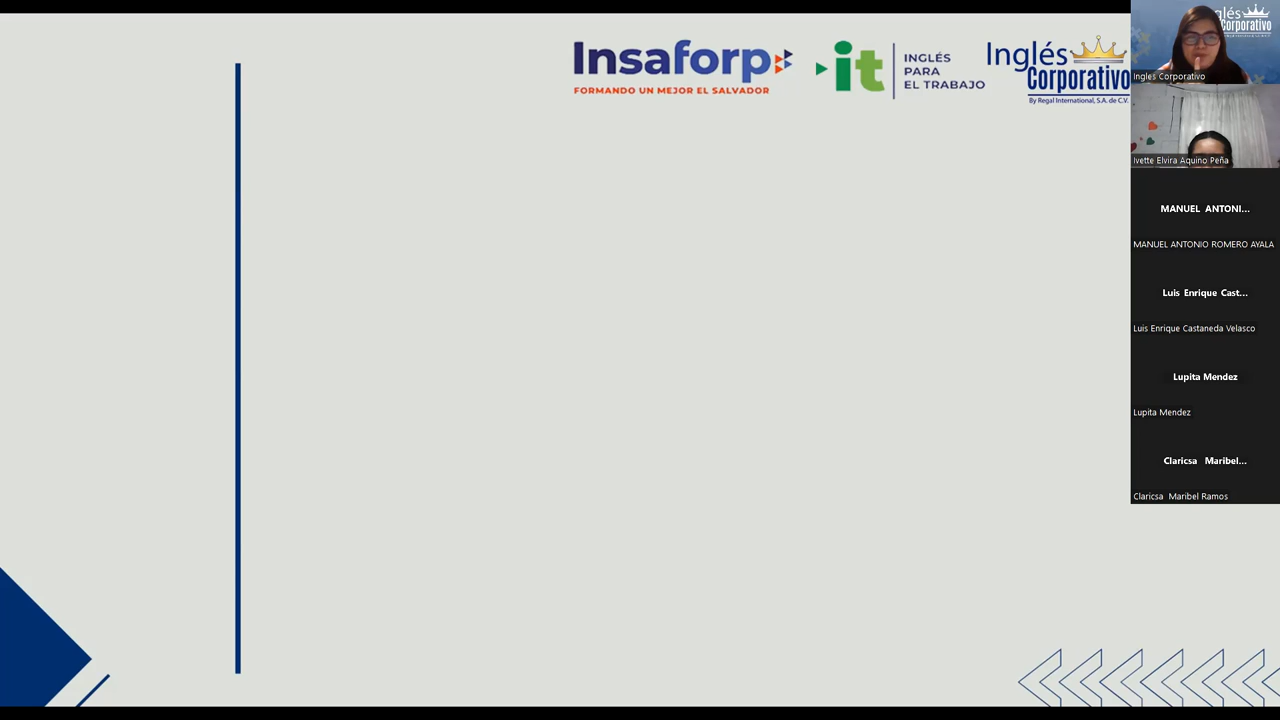 Insaforp
FORMANDO UN MEJOR EL SALVADOR
it
INGLÉS
PARA
EL TRABAJO
Inglés
Corporativo
By Regal International, S.A. de C.V.
glés
Corporativo
Ingles Corporativo
Ivette Elvira Aquino Peña
MANUEL ANTONI...
MANUEL ANTONIO ROMERO AYALA
Luis Enrique Cast...
Luis Enrique Castaneda Velasco
Lupita Mendez
Lupita Mendez
Claricsa Maribel...
Claricsa Maribel Ramos